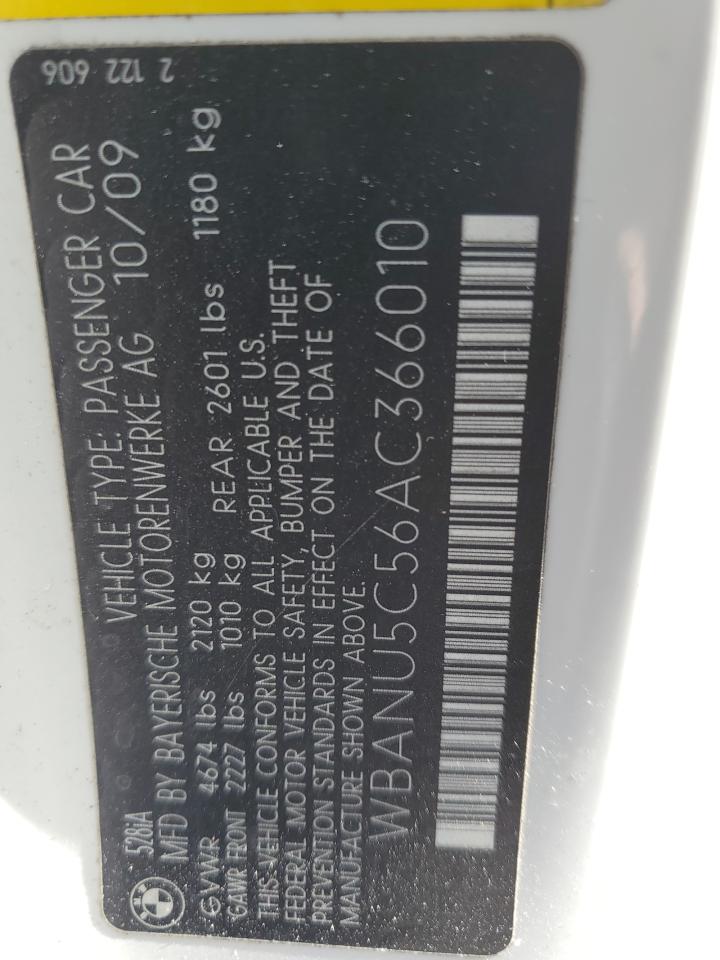 528iA VEHICLE TYPE: PASSENGER CAR
MFD BY BAYERISCHE MOTORENWERKE AG 10/09
GVWR 4674 lbs 2120 kg
GAWR FRONT 2227 lbs 1010 kg REAR 2601 lbs 1180 kg
THIS VEHICLE CONFORMS TO ALL APPLICABLE U.S.
FEDERAL MOTOR VEHICLE SAFETY, BUMPER AND THEFT
PREVENTION STANDARDS IN EFFECT ON THE DATE OF
MANUFACTURE SHOWN ABOVE.
WBANU5C56AC366010
2 122 606
BMW